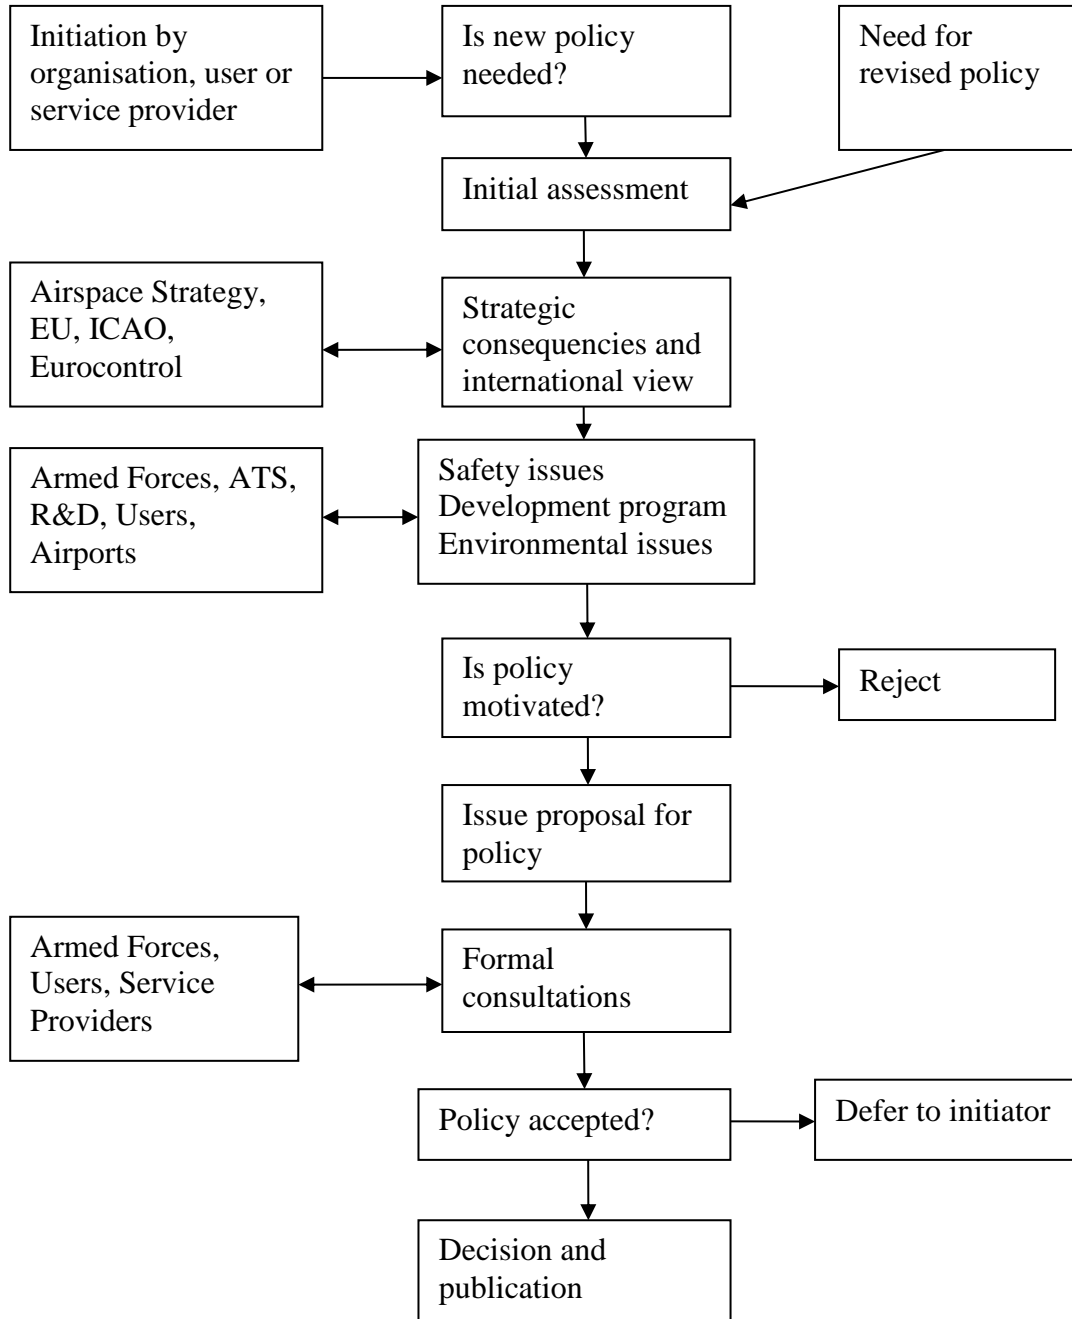 Initiation by
organisation, user or
service provider
Is new policy
needed?
Need for
revised policy
Initial assessment
Airspace Strategy,
EU, ICAO,
Eurocontrol
Strategic
consequencies and
international view
Armed Forces, ATS,
R&D, Users,
Airports
Safety issues
Development program
Environmental issues
Is policy
motivated?
Reject
Issue proposal for
policy
Armed Forces,
Users, Service
Providers
Formal
consultations
Policy accepted?
Defer to initiator
Decision and
publication